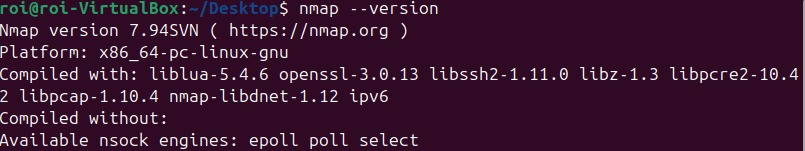 roi@roi-VirtualBox:~/Desktop$ nmap --version
Nmap version 7.94SVN ( https://nmap.org )
Platform: x86_64-pc-linux-gnu
Compiled with: liblua-5.4.6 openssl-3.0.13 libssh2-1.11.0 libz-1.3 libpcre2-10.4
2 libpcap-1.10.4 nmap-libdnet-1.12 ipv6
Compiled without:
Available nsock engines: epoll poll select